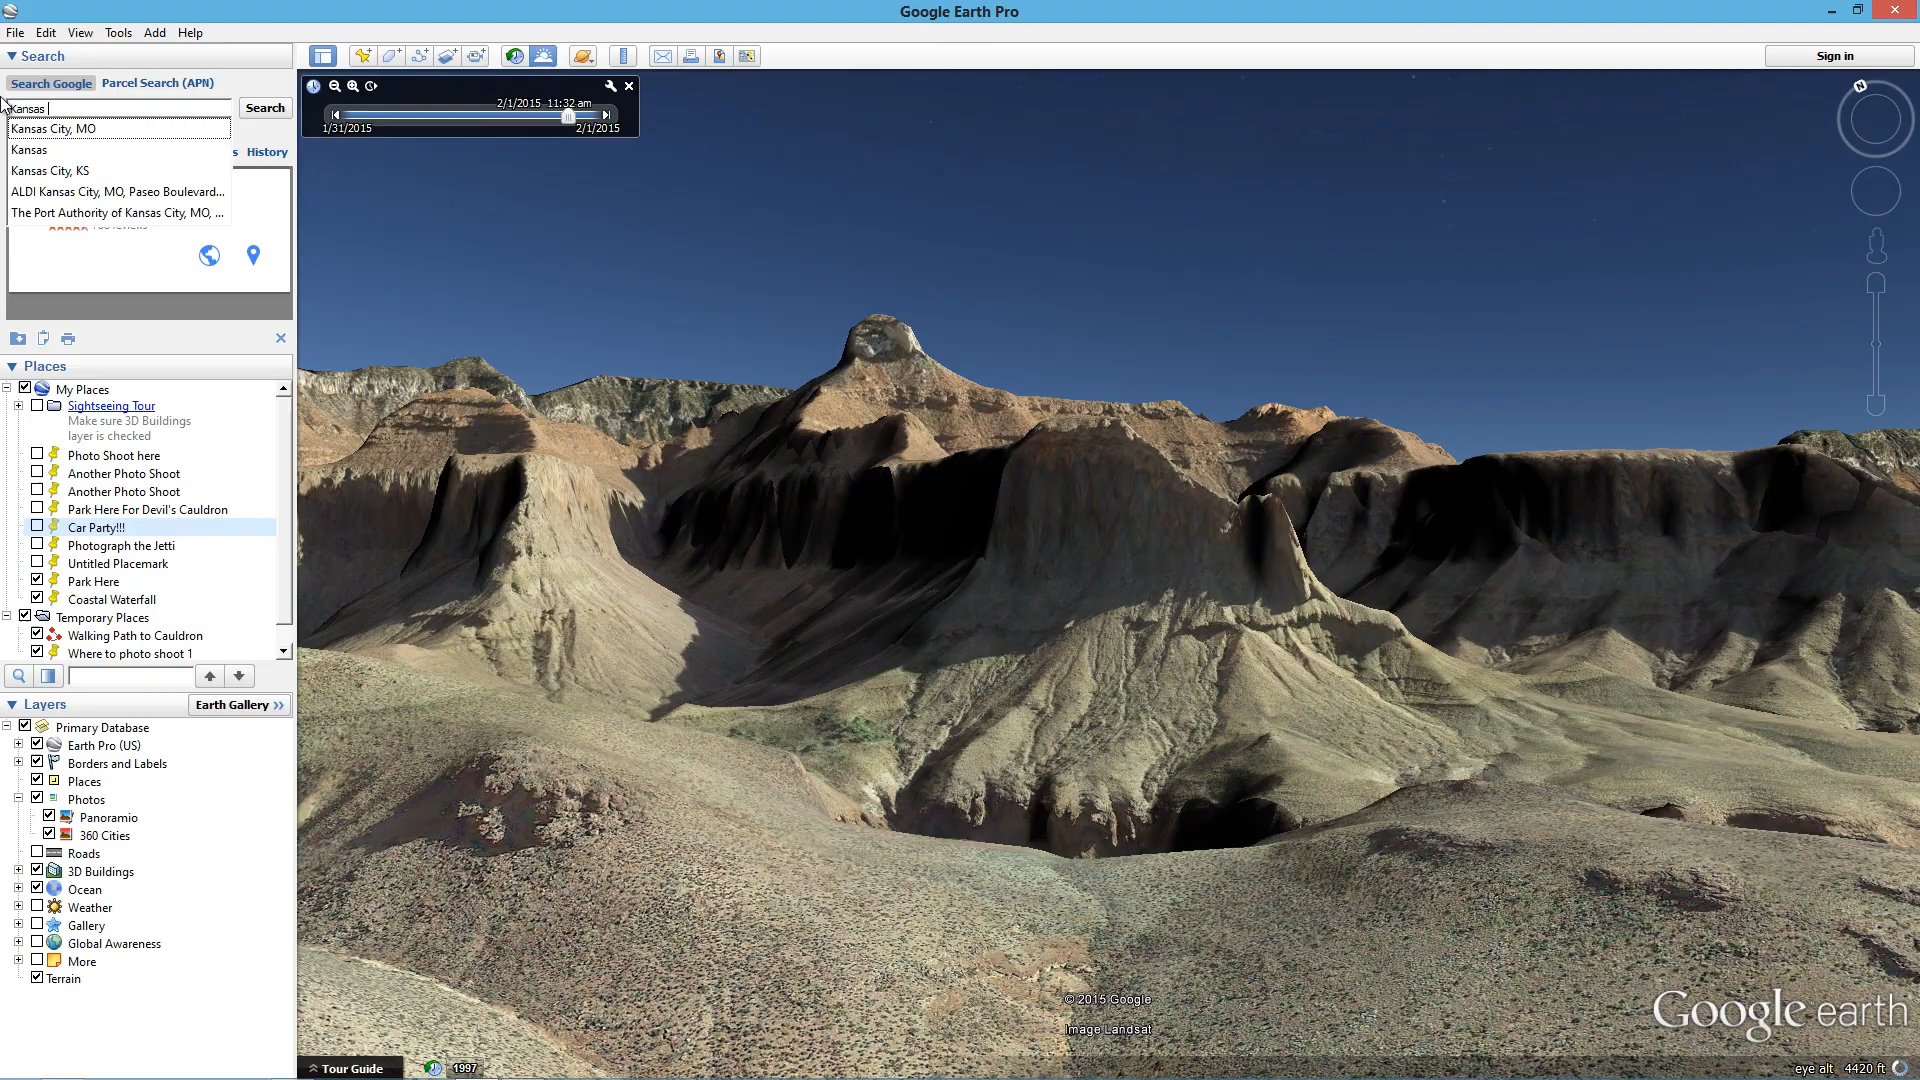 Google Earth Pro
File Edit View Tools Add Help
Search
Sign in
Search Google Parcel Search (APN)
Kansas
Search
Kansas City, MO
Kansas
Kansas City, KS
ALDI Kansas City, MO, Paseo Boulevard...
The Port Authority of Kansas City, MO, ...
s History
2/1/2015 11:32 am
1/31/2015 2/1/2015
N
Places
My Places
Sightseeing Tour
Make sure 3D Buildings
layer is checked
Photo Shoot here
Another Photo Shoot
Another Photo Shoot
Park Here For Devil's Cauldron
Car Party!!!
Photograph the Jetti
Untitled Placemark
Park Here
Coastal Waterfall
Temporary Places
Walking Path to Cauldron
Where to photo shoot 1
Layers
Earth Gallery »
Primary Database
Earth Pro (US)
Borders and Labels
Places
Photos
Panoramio
360 Cities
Roads
3D Buildings
Ocean
Weather
Gallery
Global Awareness
More
Terrain
© 2015 Google
Image Landsat
Google earth
Tour Guide
1997
eye alt 4420 ft